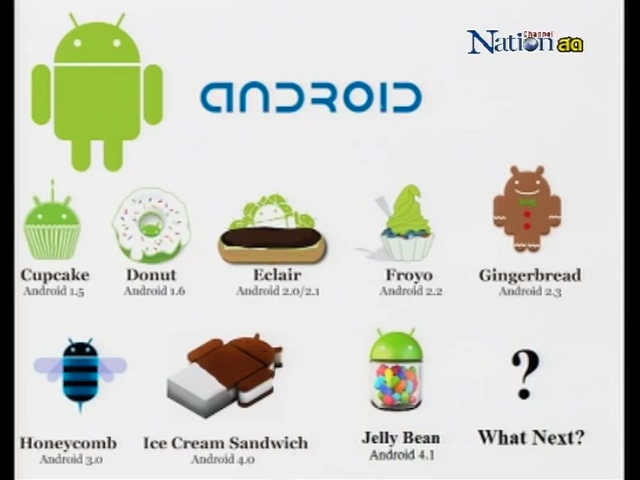 Channel
Nation สด
ANDROID
Cupcake
Android 1.5
Donut
Android 1.6
Eclair
Android 2.0/2.1
Froyo
Android 2.2
Gingerbread
Android 2.3
Honeycomb
Android 3.0
Ice Cream Sandwich
Android 4.0
Jelly Bean
Android 4.1
?
What Next?